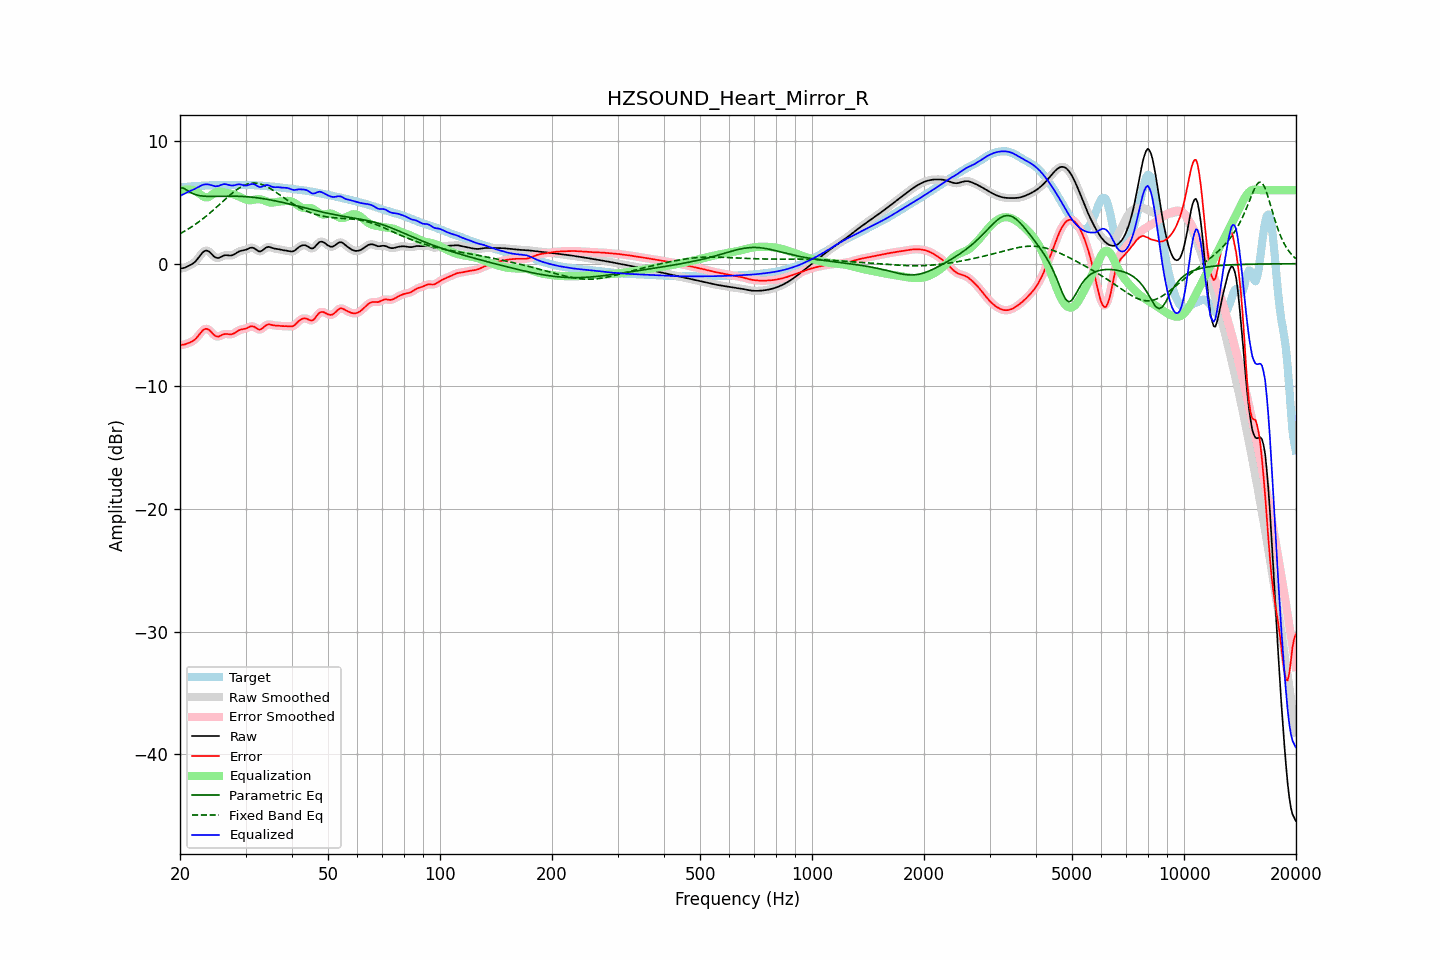 HZSOUND_Heart_Mirror_R
10
0
−10
−20
−30
−40
Amplitude (dBr)
Target
Raw Smoothed
Error Smoothed
Raw
Error
Equalization
Parametric Eq
Fixed Band Eq
Equalized
20 50 100 200 500 1000 2000 5000 10000 20000
Frequency (Hz)